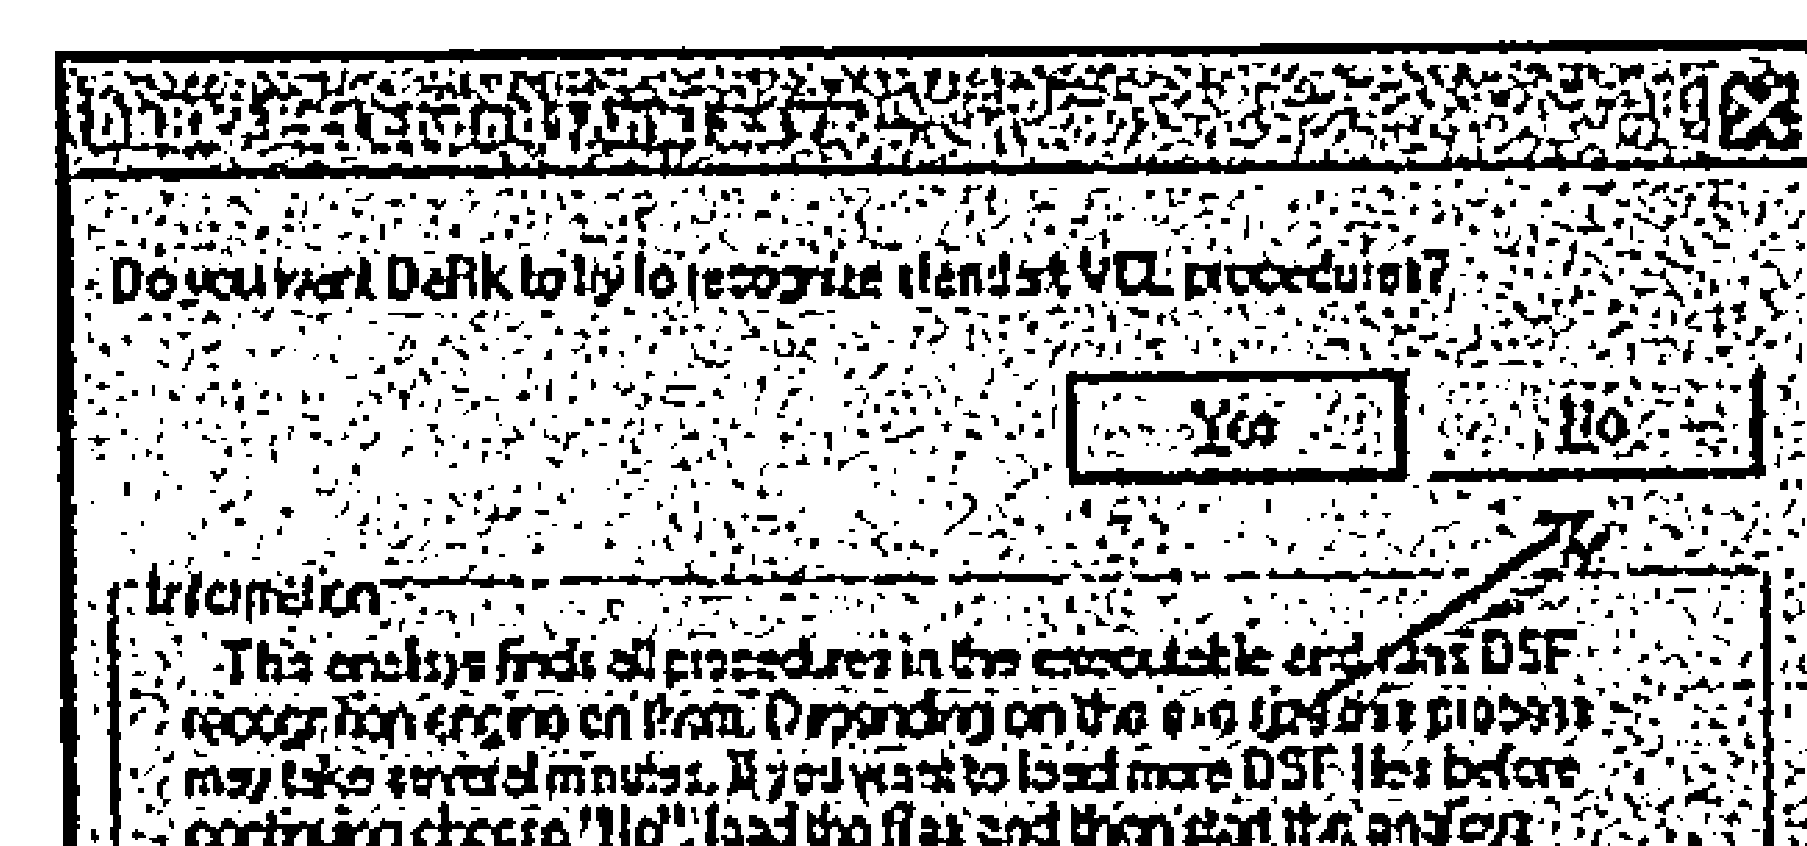 Do you want DeDe to try to recognize standart VCL procedures?
Yes
No
Information
This analisys finds all procedures in the executable and runs DSF
recognition engine on them. Depending on the exe size this process
may take several minutes. If you want to load more DSF files before
continuing choose "No", load the files and then start the analisys